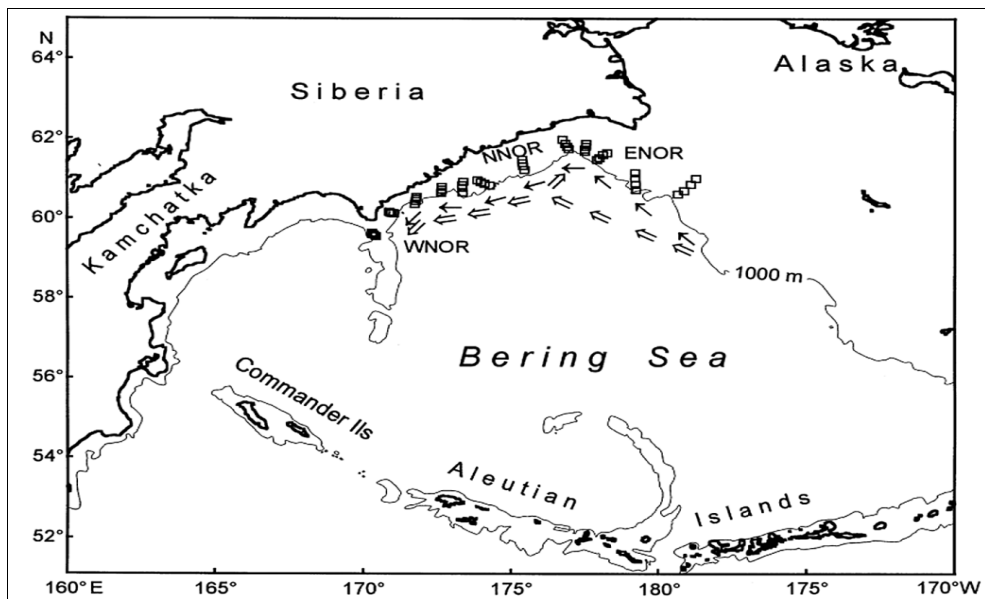 N
64°
62°
60°
58°
56°
54°
52°
Siberia
Alaska
NNOR
ENOR
Kamchatka
WNOR
1000 m
Bering Sea
Commander Ils
Aleutian
Islands
160°E
165°
170°
175°
180°
175°
170°W